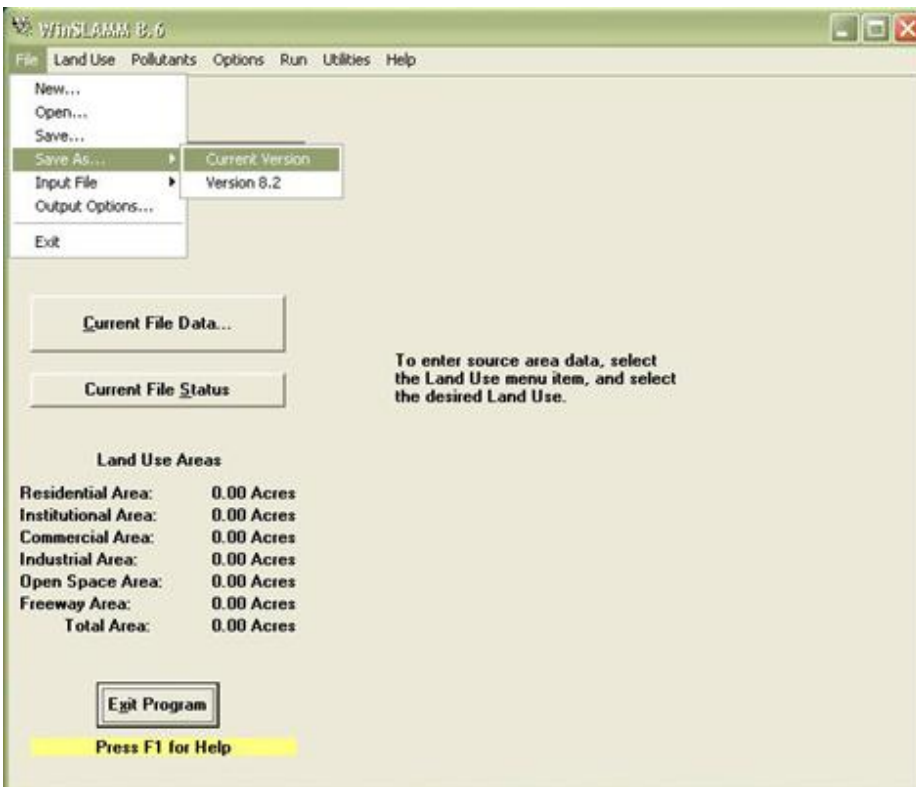 WinSLAMM 8.6
File Land Use Pollutants Options Run Utilities Help
New...
Open...
Save...
Save As...
Current Version
Input File
Version 8.2
Output Options...
Exit
Current File Data...
Current File Status
To enter source area data, select
the Land Use menu item, and select
the desired Land Use.
Land Use Areas
Residential Area: 0.00 Acres
Institutional Area: 0.00 Acres
Commercial Area: 0.00 Acres
Industrial Area: 0.00 Acres
Open Space Area: 0.00 Acres
Freeway Area: 0.00 Acres
Total Area: 0.00 Acres
Exit Program
Press F1 for Help